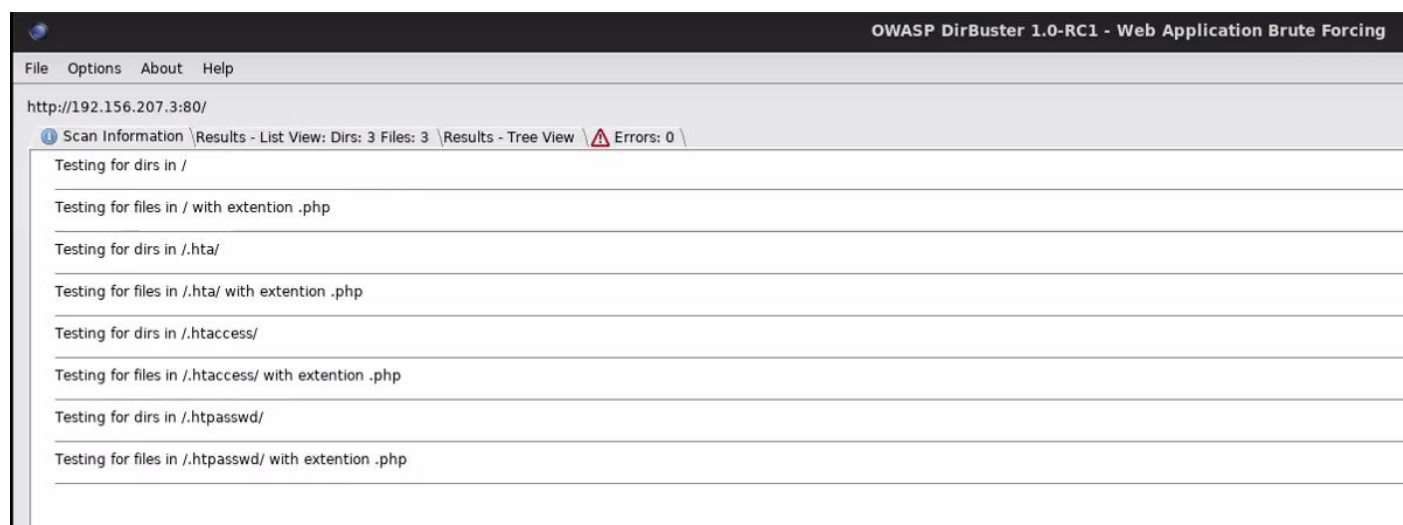 OWASP DirBuster 1.0-RC1 - Web Application Brute Forcing
File Options About Help
http://192.156.207.3:80/
Scan Information \Results - List View: Dirs: 3 Files: 3 \Results - Tree View \ Errors: 0 \
Testing for dirs in /
Testing for files in / with extention .php
Testing for dirs in /.hta/
Testing for files in /.hta/ with extention .php
Testing for dirs in /.htaccess/
Testing for files in /.htaccess/ with extention .php
Testing for dirs in /.htpasswd/
Testing for files in /.htpasswd/ with extention .php